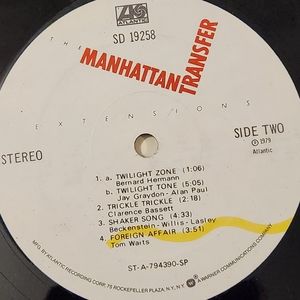 ATLANTIC
SD 19258
THE
MANHATTAN
TRANSFER
EXTENSIONS
STEREO
SIDE TWO
℗ 1979
Atlantic
1. a. TWILIGHT ZONE (1:06)
Bernard Hermann
b. TWILIGHT TONE (5:05)
Jay Graydon - Alan Paul
2. TRICKLE TRICKLE (2:18)
Clarence Bassett
3. SHAKER SONG (4:33)
Beckenstein - Willis - Lasley
4. FOREIGN AFFAIR (3:51)
Tom Waits
ST-A-794390-SP
MFG. BY ATLANTIC RECORDING CORP. 75 ROCKEFELLER PLAZA, N.Y., N.Y. A WARNER COMMUNICATIONS COMPANY